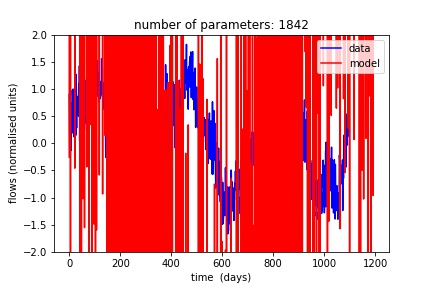 number of parameters: 1842
data
model
2.0
1.5
1.0
0.5
0.0
−0.5
−1.0
−1.5
−2.0
flows (normalised units)
0 200 400 600 800 1000 1200
time (days)